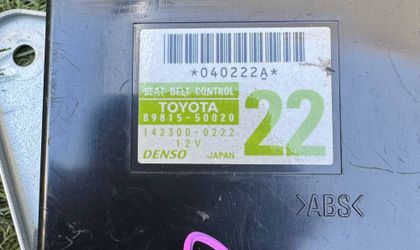 *040222A*
SEAT BELT CONTROL
TOYOTA
89815-50020
142300-0222
12V
DENSO JAPAN
22
>ABS<